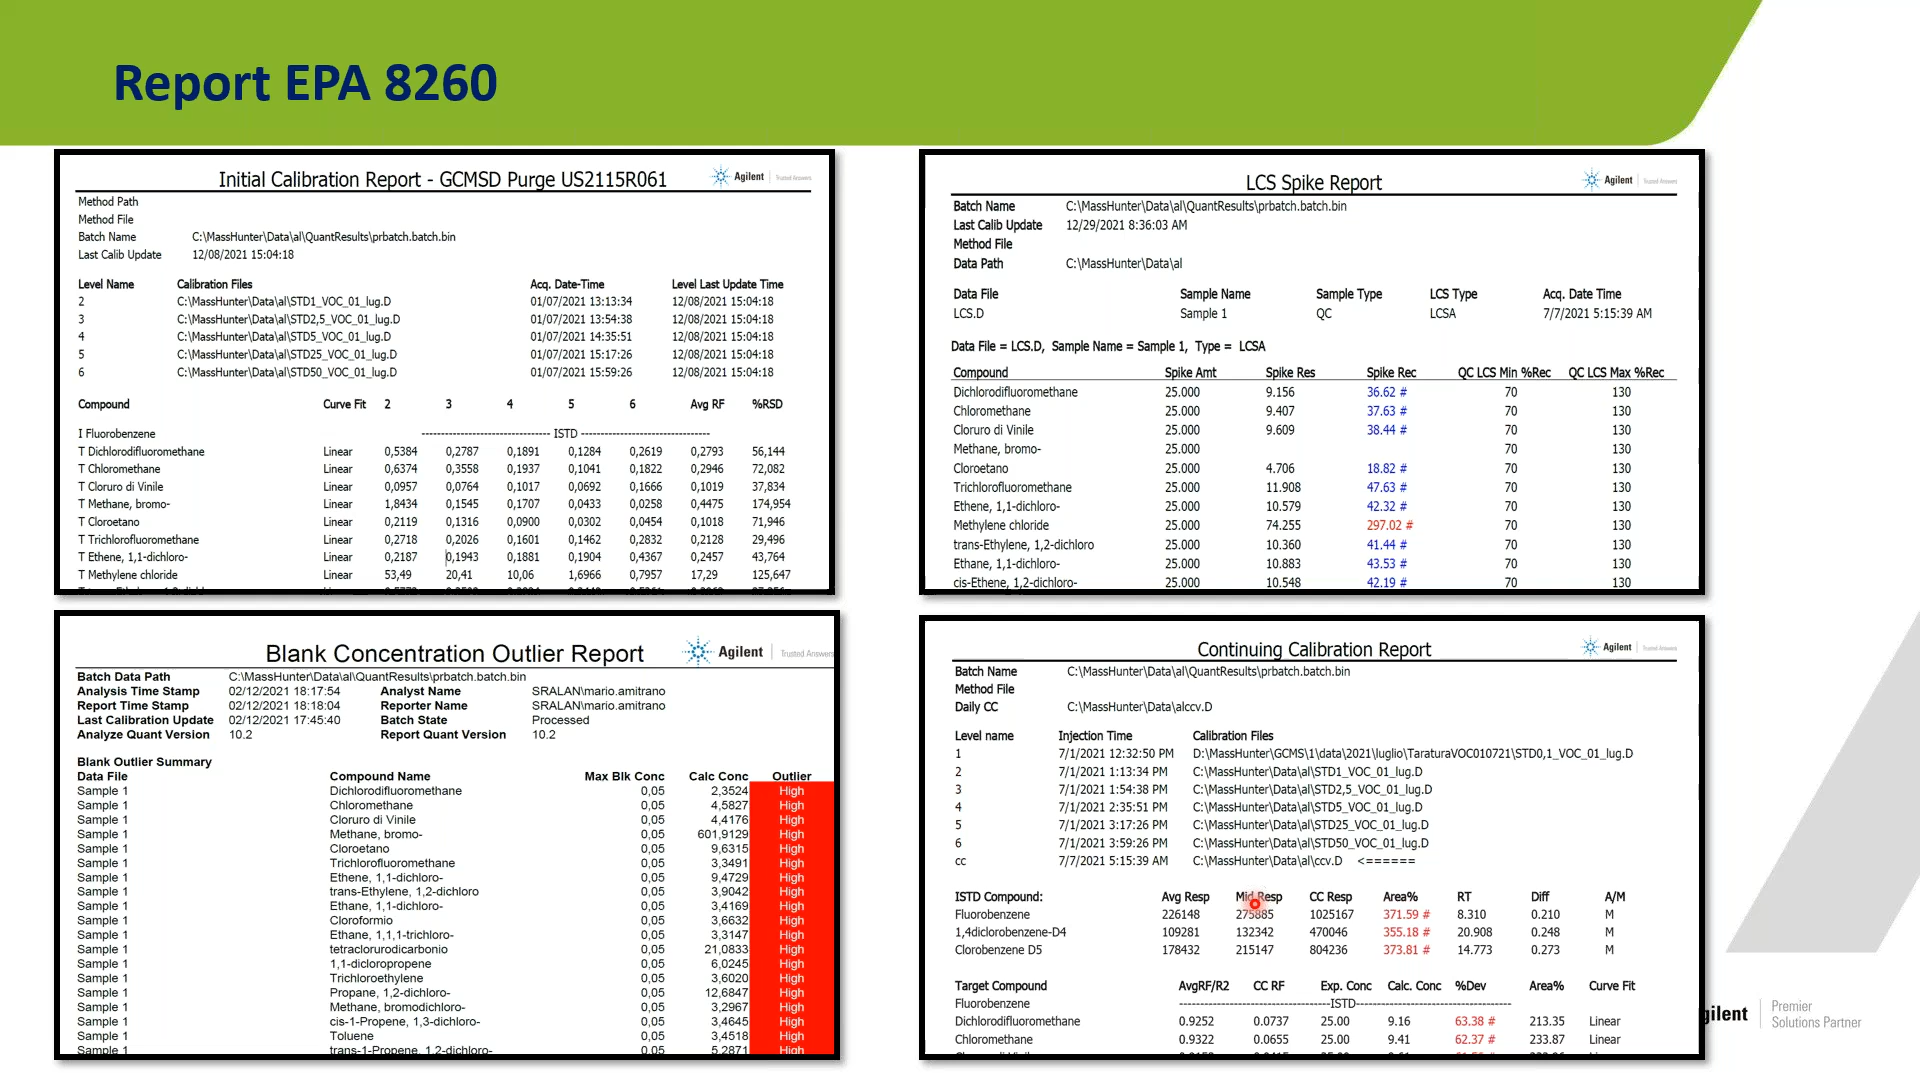 Report EPA 8260
Initial Calibration Report - GCMSD Purge US2115R061
Agilent | Trusted Answers
Method Path
Method File
Batch Name C:\MassHunter\Data\al\QuantResults\prbatch.batch.bin
Last Calib Update 12/08/2021 15:04:18
Level Name Calibration Files Acq. Date-Time Level Last Update Time
2 C:\MassHunter\Data\al\STD1_VOC_01_lug.D 01/07/2021 13:13:34 12/08/2021 15:04:18
3 C:\MassHunter\Data\al\STD2,5_VOC_01_lug.D 01/07/2021 13:54:38 12/08/2021 15:04:18
4 C:\MassHunter\Data\al\STD5_VOC_01_lug.D 01/07/2021 14:35:51 12/08/2021 15:04:18
5 C:\MassHunter\Data\al\STD25_VOC_01_lug.D 01/07/2021 15:17:26 12/08/2021 15:04:18
6 C:\MassHunter\Data\al\STD50_VOC_01_lug.D 01/07/2021 15:59:26 12/08/2021 15:04:18
Compound Curve Fit 2 3 4 5 6 Avg RF %RSD
I Fluorobenzene -------------------------------- ISTD --------------------------------
T Dichlorodifluoromethane Linear 0,5384 0,2787 0,1891 0,1284 0,2619 0,2793 56,144
T Chloromethane Linear 0,6374 0,3558 0,1937 0,1041 0,1822 0,2946 72,082
T Cloruro di Vinile Linear 0,0957 0,0764 0,1017 0,0692 0,1666 0,1019 37,834
T Methane, bromo- Linear 1,8434 0,1545 0,1707 0,0433 0,0258 0,4475 174,954
T Cloroetano Linear 0,2119 0,1316 0,0900 0,0302 0,0454 0,1018 71,946
T Trichlorofluoromethane Linear 0,2718 0,2026 0,1601 0,1462 0,2832 0,2128 29,496
T Ethene, 1,1-dichloro- Linear 0,2187 0,1943 0,1881 0,1904 0,4367 0,2457 43,764
T Methylene chloride Linear 53,49 20,41 10,06 1,6966 0,7957 17,29 125,647
LCS Spike Report
Agilent | Trusted Answers
Batch Name C:\MassHunter\Data\al\QuantResults\prbatch.batch.bin
Last Calib Update 12/29/2021 8:36:03 AM
Method File
Data Path C:\MassHunter\Data\al
Data File Sample Name Sample Type LCS Type Acq. Date Time
LCS.D Sample 1 QC LCSA 7/7/2021 5:15:39 AM
Data File = LCS.D, Sample Name = Sample 1, Type = LCSA
Compound Spike Amt Spike Res Spike Rec QC LCS Min %Rec QC LCS Max %Rec
Dichlorodifluoromethane 25.000 9.156 36.62 # 70 130
Chloromethane 25.000 9.407 37.63 # 70 130
Cloruro di Vinile 25.000 9.609 38.44 # 70 130
Methane, bromo- 25.000 70 130
Cloroetano 25.000 4.706 18.82 # 70 130
Trichlorofluoromethane 25.000 11.908 47.63 # 70 130
Ethene, 1,1-dichloro- 25.000 10.579 42.32 # 70 130
Methylene chloride 25.000 74.255 297.02 # 70 130
trans-Ethylene, 1,2-dichloro 25.000 10.360 41.44 # 70 130
Ethane, 1,1-dichloro- 25.000 10.883 43.53 # 70 130
cis-Ethene, 1,2-dichloro- 25.000 10.548 42.19 # 70 130
Blank Concentration Outlier Report
Agilent | Trusted Answers
Batch Data Path C:\MassHunter\Data\al\QuantResults\prbatch.batch.bin
Analysis Time Stamp 02/12/2021 18:17:54 Analyst Name SRALAN\mario.amitrano
Report Time Stamp 02/12/2021 18:18:04 Reporter Name SRALAN\mario.amitrano
Last Calibration Update 02/12/2021 17:45:40 Batch State Processed
Analyze Quant Version 10.2 Report Quant Version 10.2
Blank Outlier Summary
Data File Compound Name Max Blk Conc Calc Conc Outlier
Sample 1 Dichlorodifluoromethane 0,05 2,3524 High
Sample 1 Chloromethane 0,05 4,5827 High
Sample 1 Cloruro di Vinile 0,05 4,4176 High
Sample 1 Methane, bromo- 0,05 601,9129 High
Sample 1 Cloroetano 0,05 9,6315 High
Sample 1 Trichlorofluoromethane 0,05 3,3491 High
Sample 1 Ethene, 1,1-dichloro- 0,05 9,4729 High
Sample 1 trans-Ethylene, 1,2-dichloro 0,05 3,9042 High
Sample 1 Ethane, 1,1-dichloro- 0,05 3,4169 High
Sample 1 Cloroformio 0,05 3,6632 High
Sample 1 Ethane, 1,1,1-trichloro- 0,05 3,3147 High
Sample 1 tetraclorurodicarbonio 0,05 21,0833 High
Sample 1 1,1-dicloropropene 0,05 6,0245 High
Sample 1 Trichloroethylene 0,05 3,6020 High
Sample 1 Propane, 1,2-dichloro- 0,05 12,6847 High
Sample 1 Methane, bromodichloro- 0,05 3,2967 High
Sample 1 cis-1-Propene, 1,3-dichloro- 0,05 3,4645 High
Sample 1 Toluene 0,05 3,4518 High
Sample 1 trans-1-Propene, 1,2-dichloro- 0,05 5,2871 High
Continuing Calibration Report
Agilent | Trusted Answers
Batch Name C:\MassHunter\Data\al\QuantResults\prbatch.batch.bin
Method File
Daily CC C:\MassHunter\Data\alccv.D
Level name Injection Time Calibration Files
1 7/1/2021 12:32:50 PM D:\MassHunter\GCMS\1\data\2021\luglio\TaraturaVOC010721\STD0,1_VOC_01_lug.D
2 7/1/2021 1:13:34 PM C:\MassHunter\Data\al\STD1_VOC_01_lug.D
3 7/1/2021 1:54:38 PM C:\MassHunter\Data\al\STD2,5_VOC_01_lug.D
4 7/1/2021 2:35:51 PM C:\MassHunter\Data\al\STD5_VOC_01_lug.D
5 7/1/2021 3:17:26 PM C:\MassHunter\Data\al\STD25_VOC_01_lug.D
6 7/1/2021 3:59:26 PM C:\MassHunter\Data\al\STD50_VOC_01_lug.D
cc 7/7/2021 5:15:39 AM C:\MassHunter\Data\al\ccv.D <======
ISTD Compound: Avg Resp Mid Resp CC Resp Area% RT Diff A/M
Fluorobenzene 226148 275885 1025167 371.59 # 8.310 0.210 M
1,4diclorobenzene-D4 109281 132342 470046 355.18 # 20.908 0.248 M
Clorobenzene D5 178432 215147 804236 373.81 # 14.773 0.273 M
Target Compound AvgRF/R2 CC RF Exp. Conc Calc. Conc %Dev Area% Curve Fit
Fluorobenzene --------------------------------ISTD--------------------------------
Dichlorodifluoromethane 0.9252 0.0737 25.00 9.16 63.38 # 213.35 Linear
Chloromethane 0.9322 0.0655 25.00 9.41 62.37 # 233.87 Linear
gilent | Premier
Solutions Partner